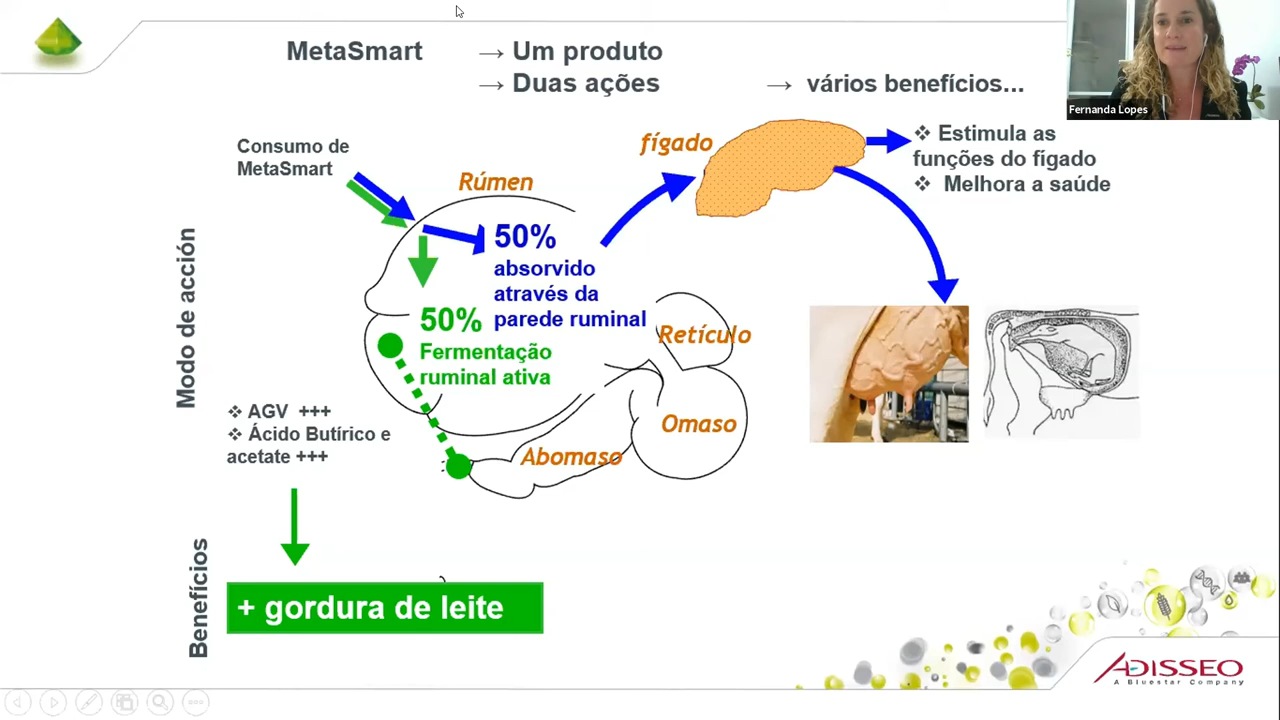 MetaSmart → Um produto
→ Duas ações → vários benefícios...
Fernanda Lopes
Consumo de
MetaSmart
Rúmen
fígado
❖ Estimula as
funções do fígado
❖ Melhora a saúde
Modo de acción
50%
absorvido
através da
parede ruminal
50%
Fermentação
ruminal ativa
Retículo
Omaso
Abomaso
❖ AGV +++
❖ Ácido Butírico e
acetate +++
Benefícios
+ gordura de leite
ADISSEO
A Bluestar Company